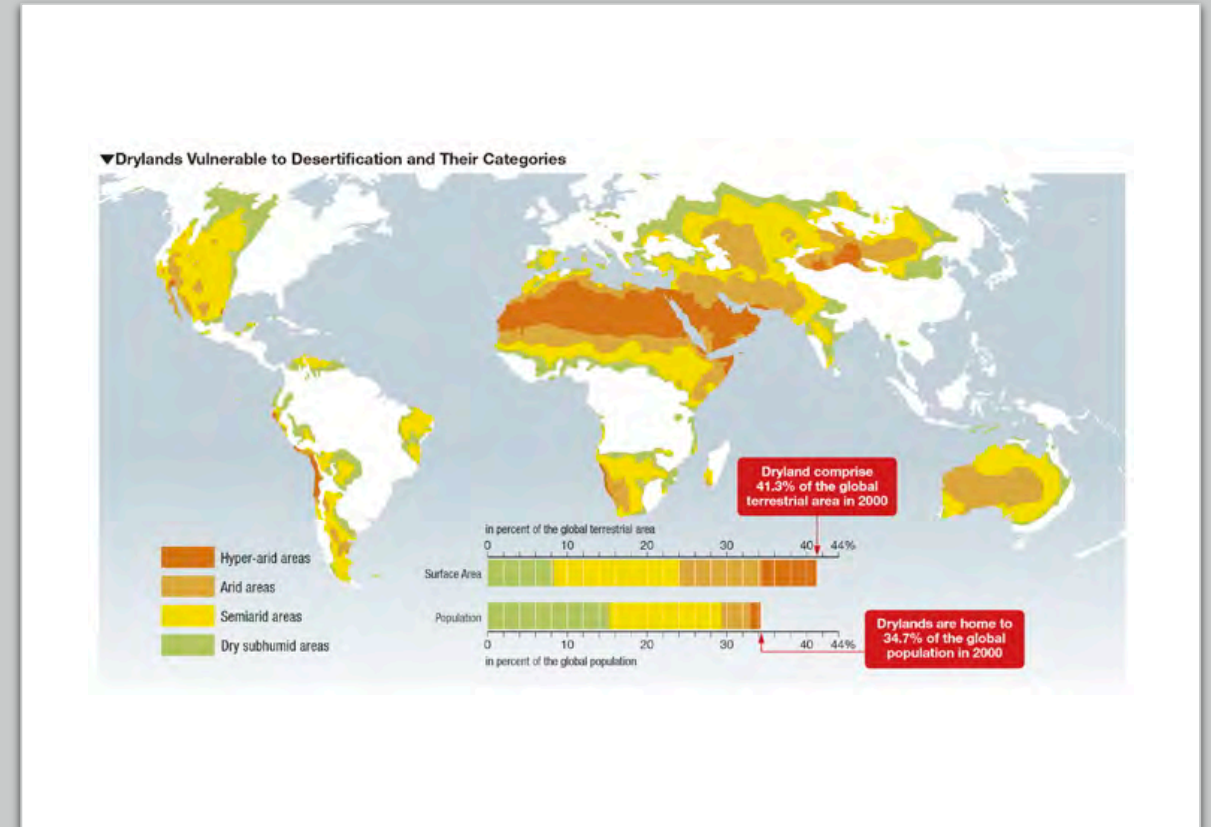 ▼Drylands Vulnerable to Desertification and Their Categories
Dryland comprise
41.3% of the global
terrestrial area in 2000
in percent of the global terrestrial area
0 10 20 30 40 44%
Surface Area
Population
0 10 20 30 40 44%
in percent of the global population
Hyper-arid areas
Arid areas
Semiarid areas
Dry subhumid areas
Drylands are home to
34.7% of the global
population in 2000